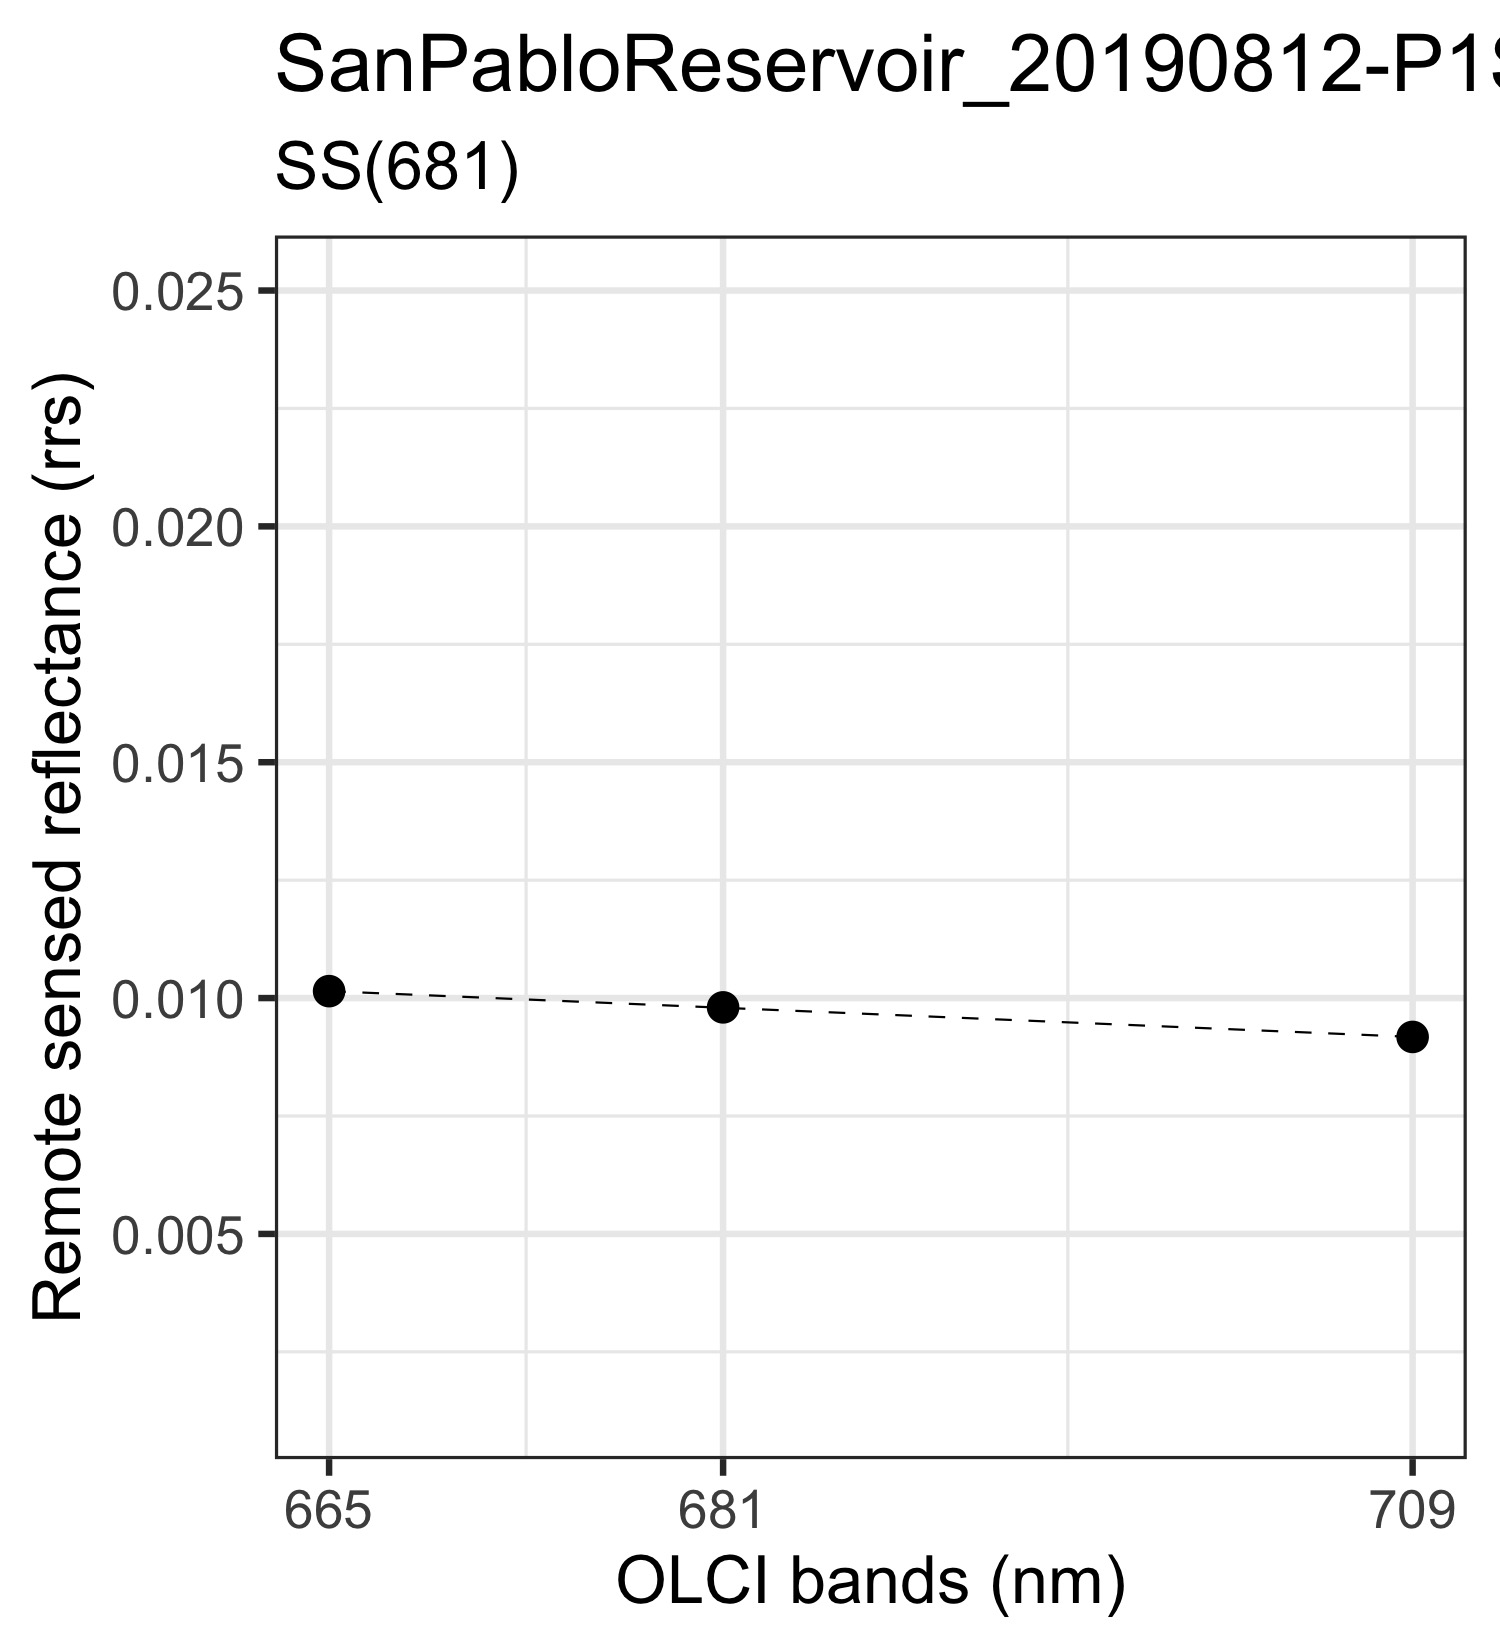 SanPabloReservoir_20190812-P1
SS(681)
Remote sensed reflectance (rrs)
0.025
0.020
0.015
0.010
0.005
665 681 709
OLCI bands (nm)